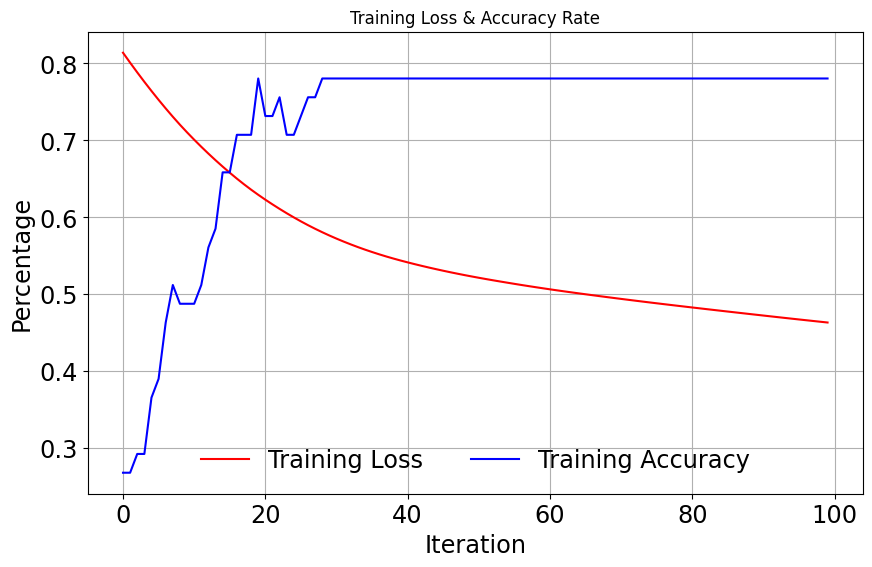 Training Loss & Accuracy Rate
Percentage
0.8
0.7
0.6
0.5
0.4
0.3
Training Loss
Training Accuracy
0 20 40 60 80 100
Iteration